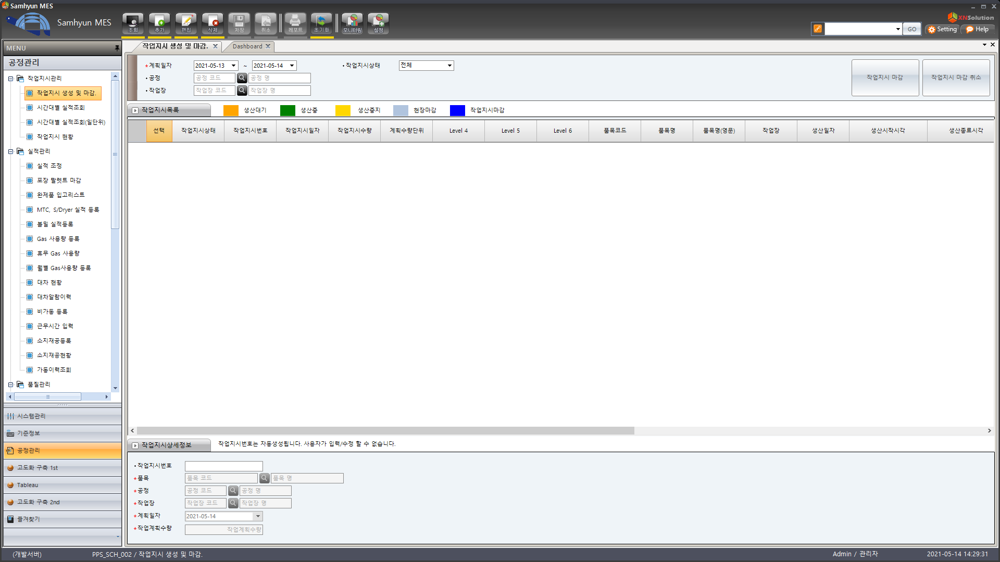 Samhyun MES
Samhyun MES
조회 추가 편집 삭제 저장 취소 레포트 초기화 모니터링 설정
XNSolution
GO Setting Help
MENU
공정관리
작업지시관리
작업지시 생성 및 마감.
시간대별 실적조회
시간대별 실적조회(일단위)
작업지시 현황
실적관리
실적 조정
포장 팔렛트 마감
완제품 입고리스트
MTC, S/Dryer 실적 등록
볼밀 실적등록
Gas 사용량 등록
휴무 Gas 사용량
월별 Gas사용량 등록
대차 현황
대차알람이력
비가동 등록
근무시간 입력
소지재공등록
소지재공현황
가동이력조회
품질관리
시스템관리
기준정보
공정관리
고도화 구축 1st
Tableau
고도화 구축 2nd
즐겨찾기
작업지시 생성 및 마감. Dashboard
*계획일자 2021-05-13 ~ 2021-05-14 작업지시상태 전체
공정 공정 코드 공정 명
작업장 작업장 코드 작업장 명
작업지시 마감 작업지시 마감 취소
작업지시목록 생산대기 생산중 생산중지 현장마감 작업지시마감
선택 작업지시상태 작업지시번호 작업지시일자 작업지시수량 계획수량단위 Level 4 Level 5 Level 6 품목코드 품목명 품목명(영문) 작업장 생산일자 생산시작시각 생산종료시각
작업지시상세정보 작업지시번호는 자동생성됩니다. 사용자가 입력/수정 할 수 없습니다.
작업지시번호
*품목 품목 코드 품목 명
*공정 공정 코드 공정 명
*작업장 작업장 코드 작업장 명
*계획일자 2021-05-14
*작업계획수량 작업계획수량
(개발서버) PPS_SCH_002 / 작업지시 생성 및 마감. Admin / 관리자 2021-05-14 14:29:31